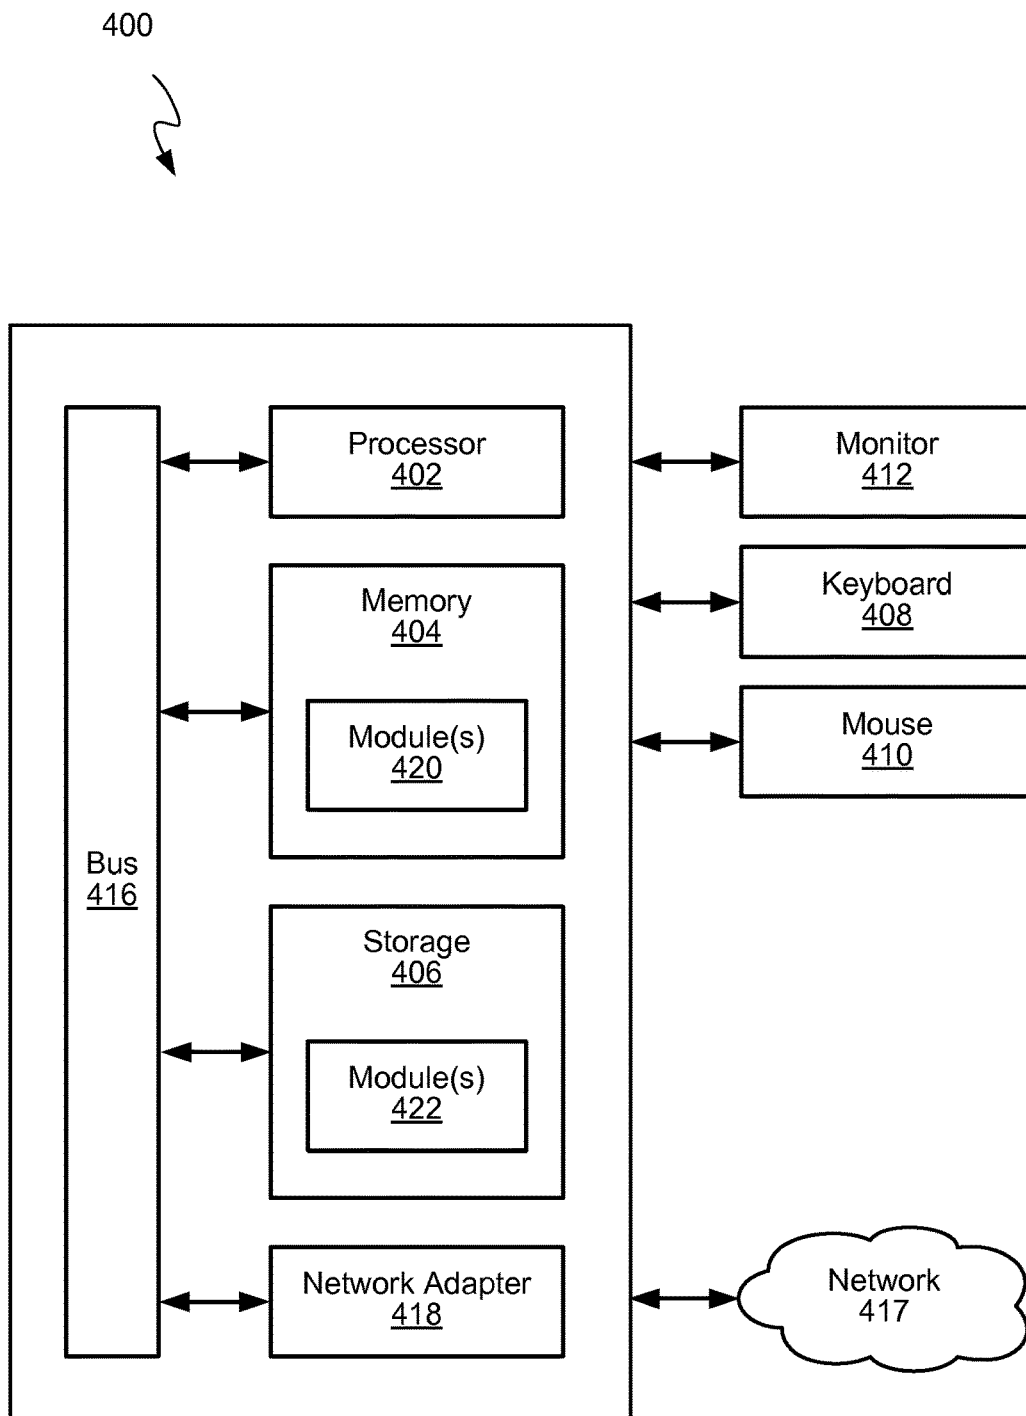 400
Processor
402
Monitor
412
Memory
404
Keyboard
408
Module(s)
420
Mouse
410
Bus
416
Storage
406
Module(s)
422
Network Adapter
418
Network
417